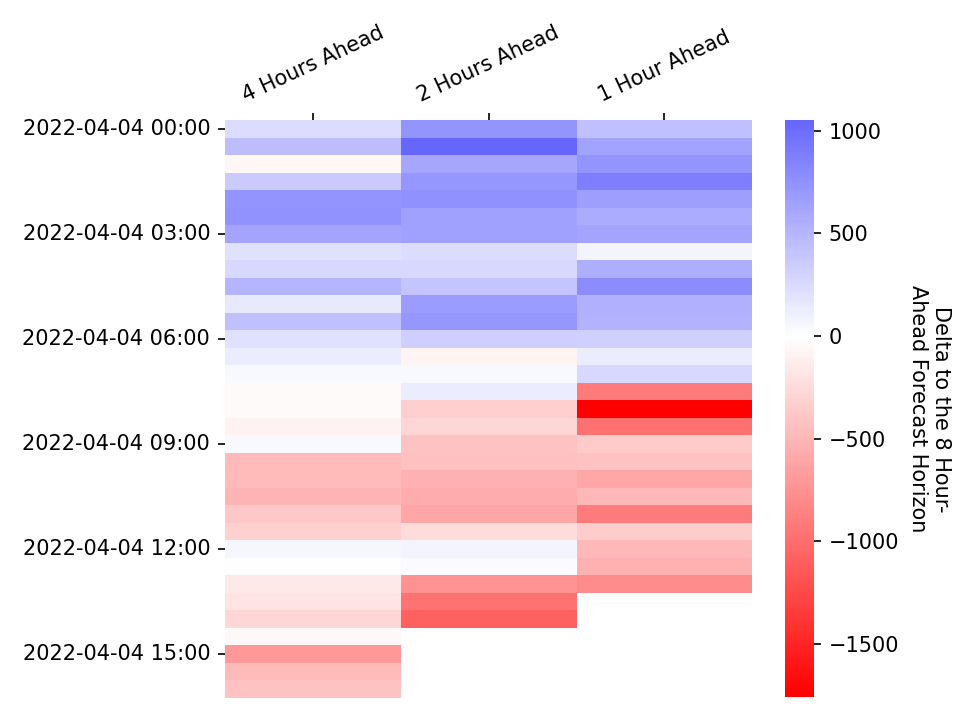 4 Hours Ahead
2 Hours Ahead
1 Hour Ahead
2022-04-04 00:00
2022-04-04 03:00
2022-04-04 06:00
2022-04-04 09:00
2022-04-04 12:00
2022-04-04 15:00
1000
500
0
−500
−1000
−1500
Delta to the 8 Hour-
Ahead Forecast Horizon